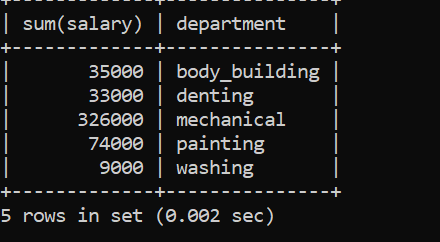 +-------------+---------------+
| sum(salary) | department    |
+-------------+---------------+
|       35000 | body_building |
|       33000 | denting       |
|      326000 | mechanical    |
|       74000 | painting      |
|        9000 | washing       |
+-------------+---------------+
5 rows in set (0.002 sec)